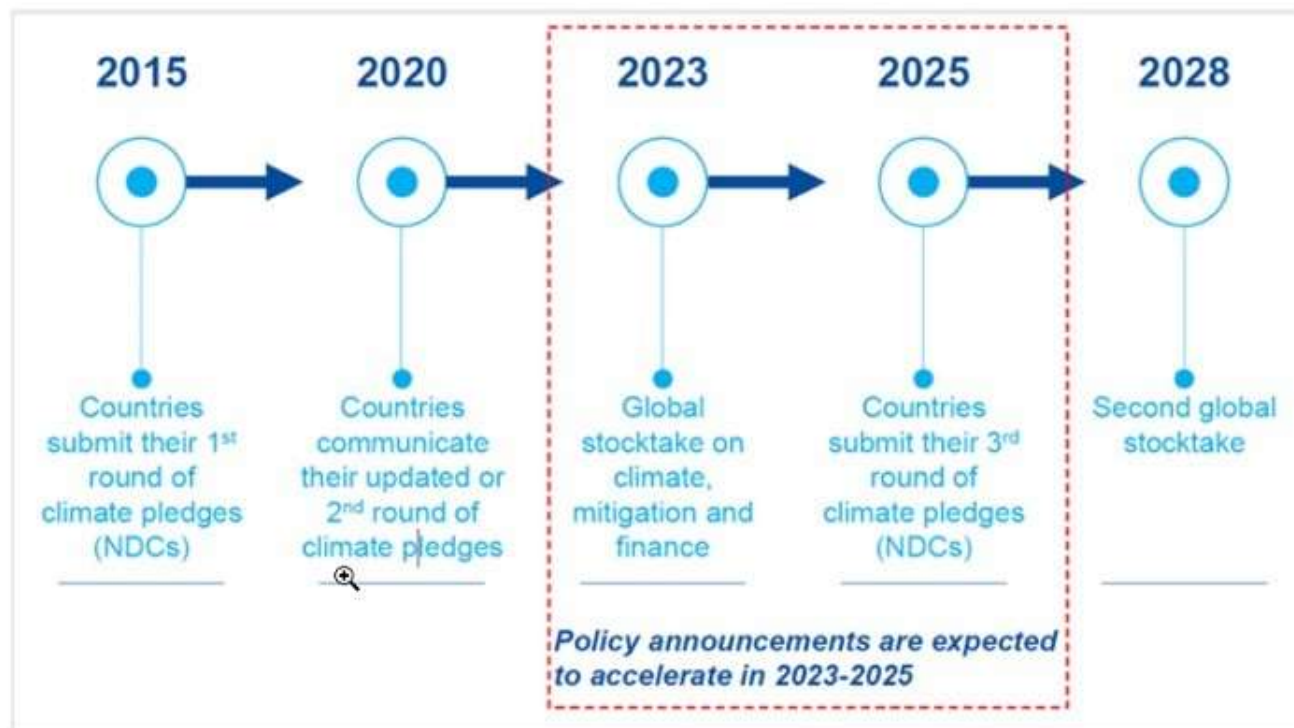 2015
2020
2023
2025
2028
Countries
submit their 1st
round of
climate pledges
(NDCs)
Countries
communicate
their updated or
2nd round of
climate pledges
Global
stocktake on
climate,
mitigation and
finance
Countries
submit their 3rd
round of
climate pledges
(NDCs)
Second global
stocktake
Policy announcements are expected
to accelerate in 2023-2025